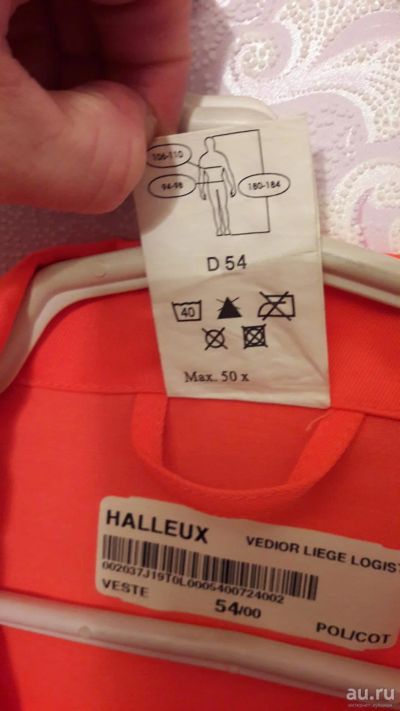 106-110
94-98
180-184
D 54
40
Max. 50 x
HALLEUX VEDIOR LIEGE LOGIST
002037J19T0L0005400724002
VESTE 54/00 POL/COT
au.ru